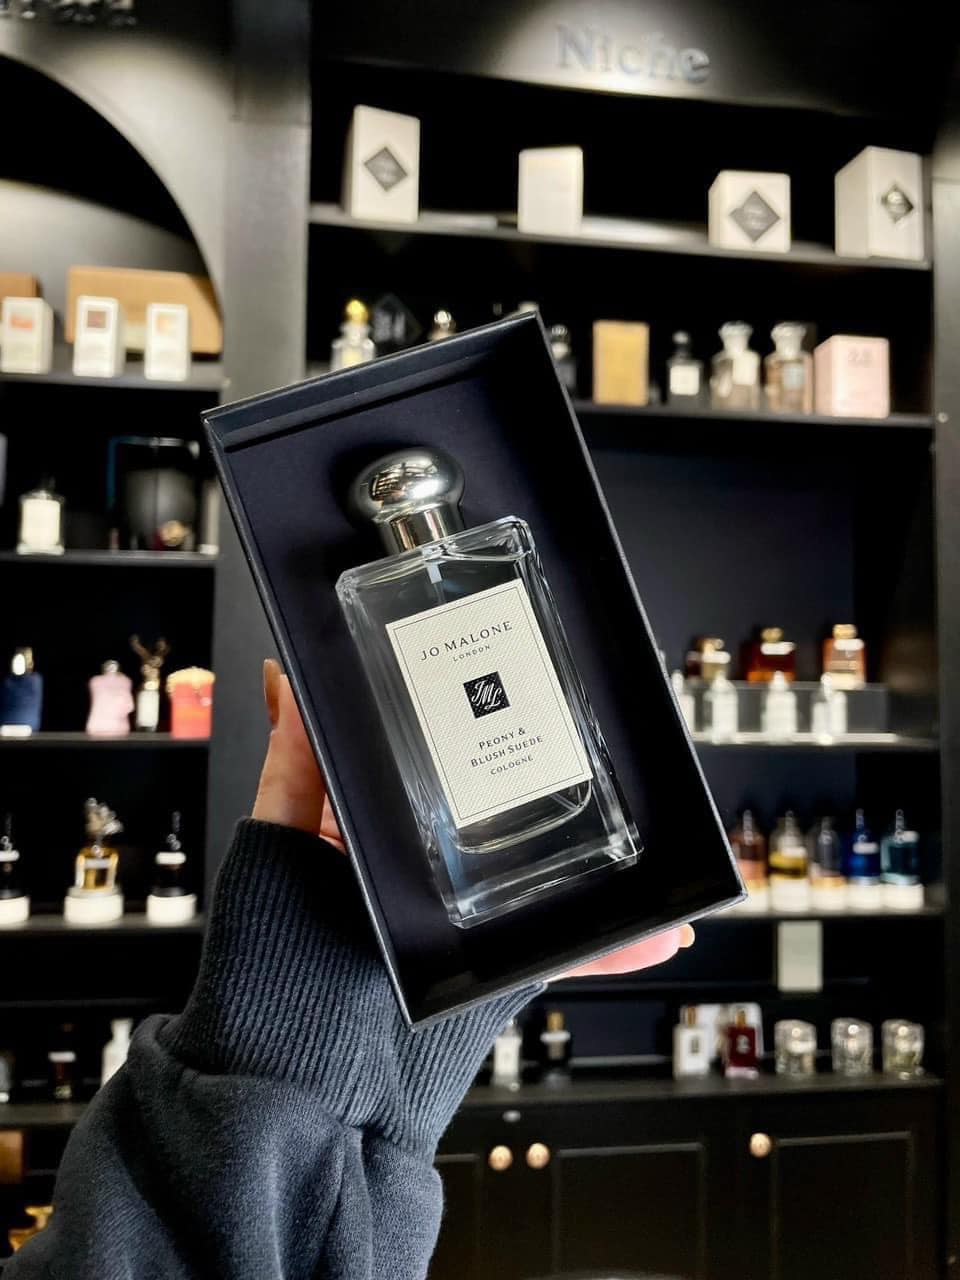 Niche
JO MALONE
LONDON
JML
PEONY &
BLUSH SUEDE
COLOGNE